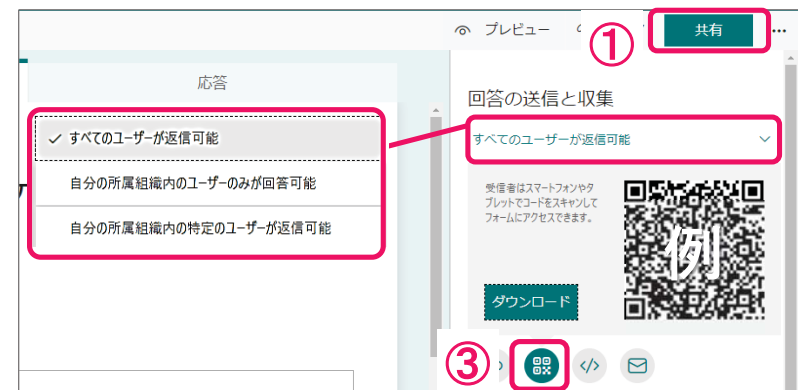 プレビュー
①
共有
応答
回答の送信と収集
すべてのユーザーが返信可能
すべてのユーザーが返信可能
自分の所属組織内のユーザーのみが回答可能
自分の所属組織内の特定のユーザーが返信可能
受信者はスマートフォンやタ
ブレットでコードをスキャンして
フォームにアクセスできます。
例
ダウンロード
③